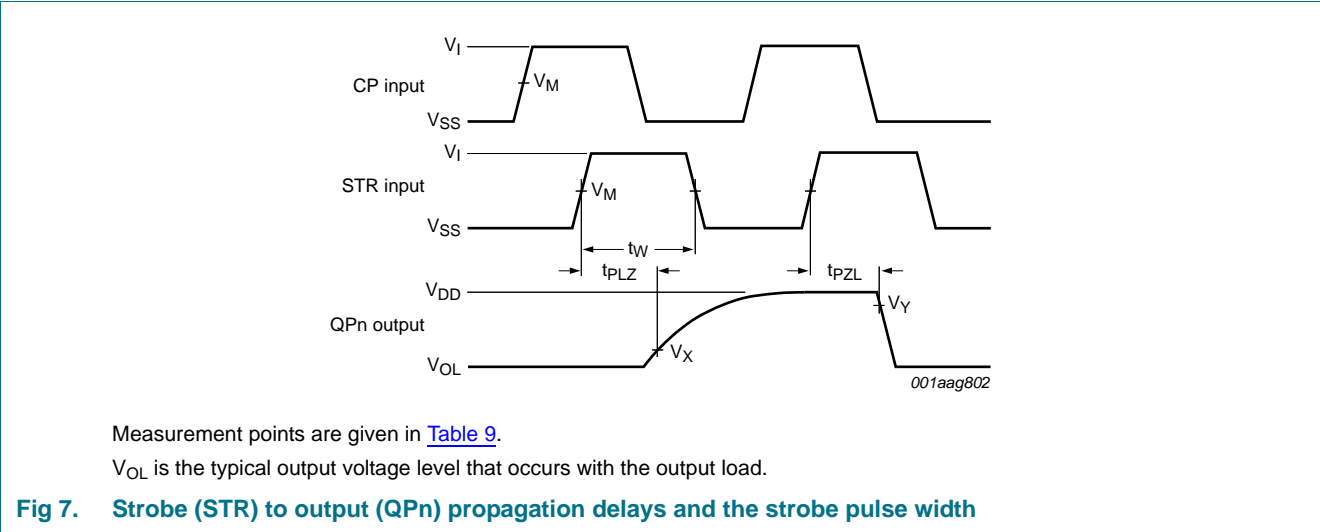 VI
CP input
VM
VSS
VI
STR input
VM
VSS
tW
tPLZ
tPZL
VDD
VY
QPn output
VX
VOL
001aag802
Measurement points are given in Table 9.
VOL is the typical output voltage level that occurs with the output load.
Fig 7. Strobe (STR) to output (QPn) propagation delays and the strobe pulse width